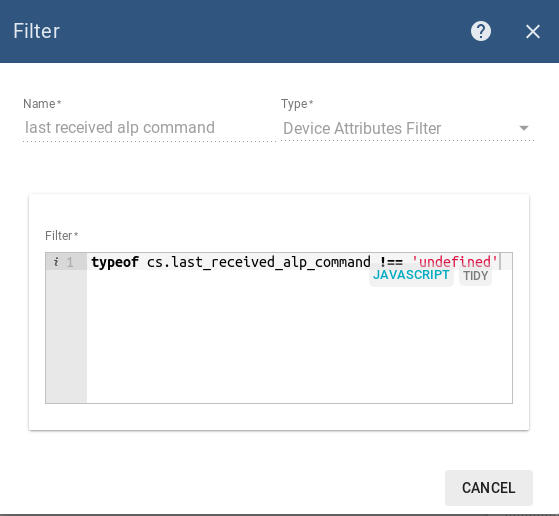 Filter
Name*
Type*
last received alp command
Device Attributes Filter
Filter*
i 1 typeof cs.last_received_alp_command !== 'undefined'
JAVASCRIPT TIDY
CANCEL